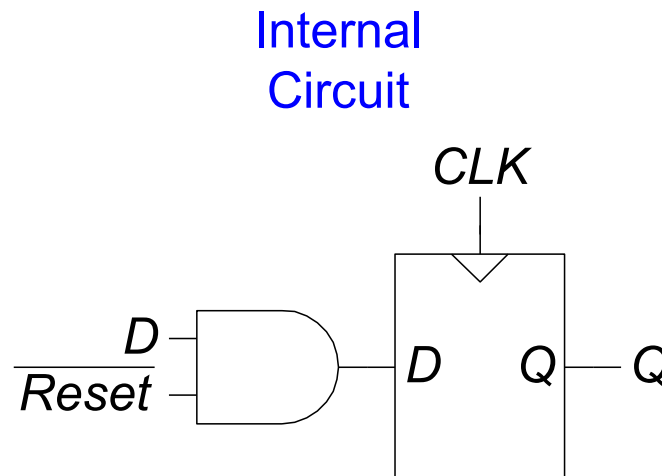 Internal
Circuit
CLK
D
D Q Q
Reset